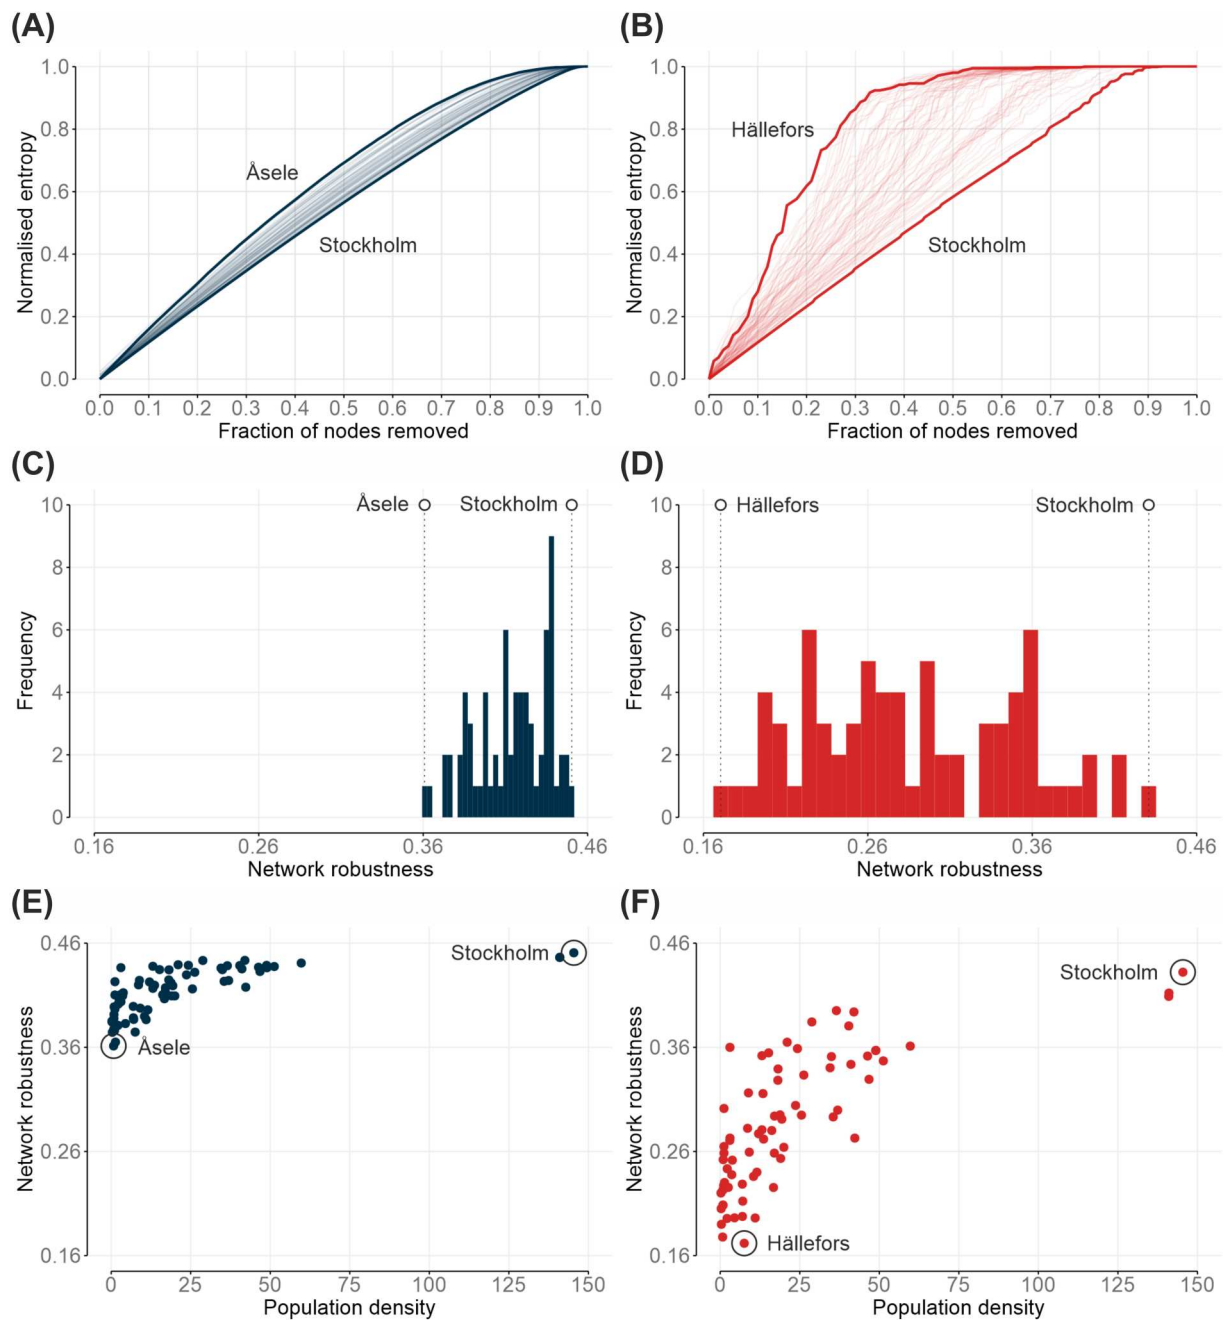 (A)
1.0
0.8
0.6
0.4
0.2
0.0
Normalised entropy
Åsele
Stockholm
0.0 0.1 0.2 0.3 0.4 0.5 0.6 0.7 0.8 0.9 1.0
Fraction of nodes removed
(B)
1.0
0.8
0.6
0.4
0.2
0.0
Normalised entropy
Hällefors
Stockholm
0.0 0.1 0.2 0.3 0.4 0.5 0.6 0.7 0.8 0.9 1.0
Fraction of nodes removed
(C)
10
8
6
4
2
0
Frequency
Åsele
Stockholm
0.16 0.26 0.36 0.46
Network robustness
(D)
10
8
6
4
2
0
Frequency
Hällefors
Stockholm
0.16 0.26 0.36 0.46
Network robustness
(E)
0.46
0.36
0.26
0.16
Network robustness
Stockholm
Åsele
0 25 50 75 100 125 150
Population density
(F)
0.46
0.36
0.26
0.16
Network robustness
Stockholm
Hällefors
0 25 50 75 100 125 150
Population density